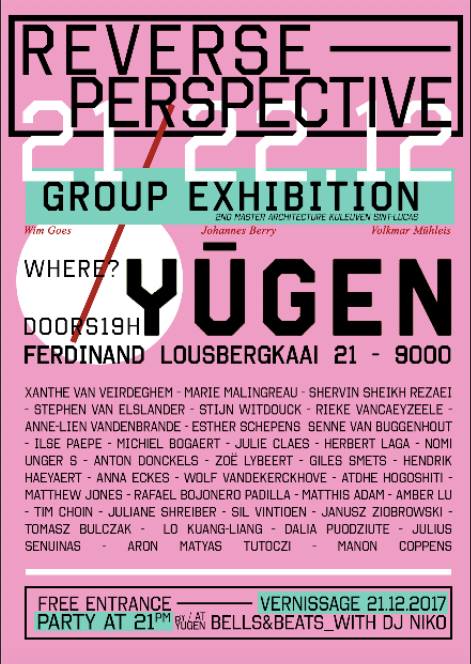 REVERSE
PERSPECTIVE
21/22.12
GROUP EXHIBITION
2ND MASTER ARCHITECTURE KULEUVEN SINT-LUCAS
Wim Goes Johannes Berry Volkmar Mühleis
WHERE? YŪGEN
DOORS19H
FERDINAND LOUSBERGKAAI 21 - 9000
XANTHE VAN VEIRDEGHEM - MARIE MALINGREAU - SHERVIN SHEIKH REZAEI
- STEPHEN VAN ELSLANDER - STIJN WITDOUCK - RIEKE VANCAEYZEELE -
ANNE-LIEN VANDENBRANDE - ESTHER SCHEPENS SENNE VAN BUGGENHOUT
- ILSE PAEPE - MICHIEL BOGAERT - JULIE CLAES - HERBERT LAGA - NOMI
UNGER S - ANTON DONCKELS - ZOË LYBEERT - GILES SMETS - HENDRIK
HAEYAERT - ANNA ECKES - WOLF VANDEKERCKHOVE - ATDHE HOGOSHITI -
MATTHEW JONES - RAFAEL BOJONERO PADILLA - MATTHIS ADAM - AMBER LU
- TIM CHOIN - JULIANE SHREIBER - SIL VINTIOEN - JANUSZ ZIOBROWSKI -
TOMASZ BULCZAK - LO KUANG-LIANG - DALIA PUODZIUTE - JULIUS
SENUINAS - ARON MATYAS TUTOCZI - MANON COPPENS
FREE ENTRANCE VERNISSAGE 21.12.2017
PARTY AT 21PM BY / AT YŪGEN BELLS&BEATS_WITH DJ NIKO